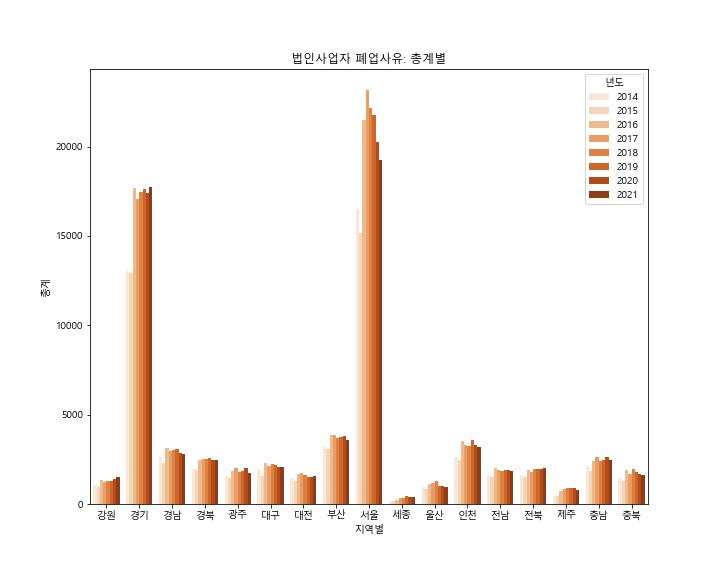 법인사업자 폐업사유: 총계별
년도
2014
2015
2016
2017
2018
2019
2020
2021
20000
15000
10000
5000
0
총계
강원 경기 경남 경북 광주 대구 대전 부산 서울 세종 울산 인천 전남 전북 제주 충남 충북
지역별